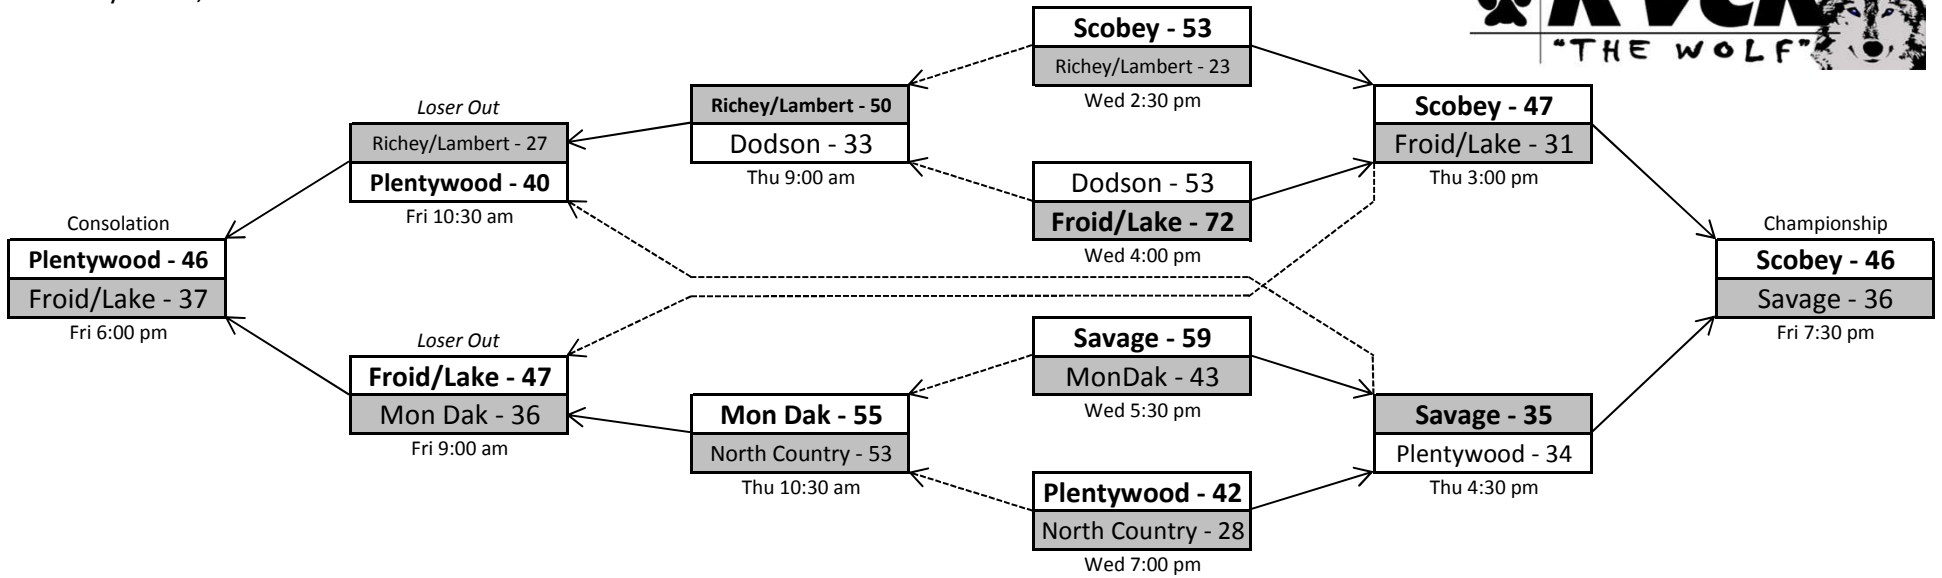 "THE WOLF"
Scobey - 53
Richey/Lambert - 23
Wed 2:30 pm
Loser Out
Richey/Lambert - 27
Plentywood - 40
Fri 10:30 am
Richey/Lambert - 50
Dodson - 33
Thu 9:00 am
Dodson - 53
Froid/Lake - 72
Wed 4:00 pm
Scobey - 47
Froid/Lake - 31
Thu 3:00 pm
Consolation
Plentywood - 46
Froid/Lake - 37
Fri 6:00 pm
Championship
Scobey - 46
Savage - 36
Fri 7:30 pm
Loser Out
Froid/Lake - 47
Mon Dak - 36
Fri 9:00 am
Mon Dak - 55
North Country - 53
Thu 10:30 am
Savage - 59
MonDak - 43
Wed 5:30 pm
Plentywood - 42
North Country - 28
Wed 7:00 pm
Savage - 35
Plentywood - 34
Thu 4:30 pm